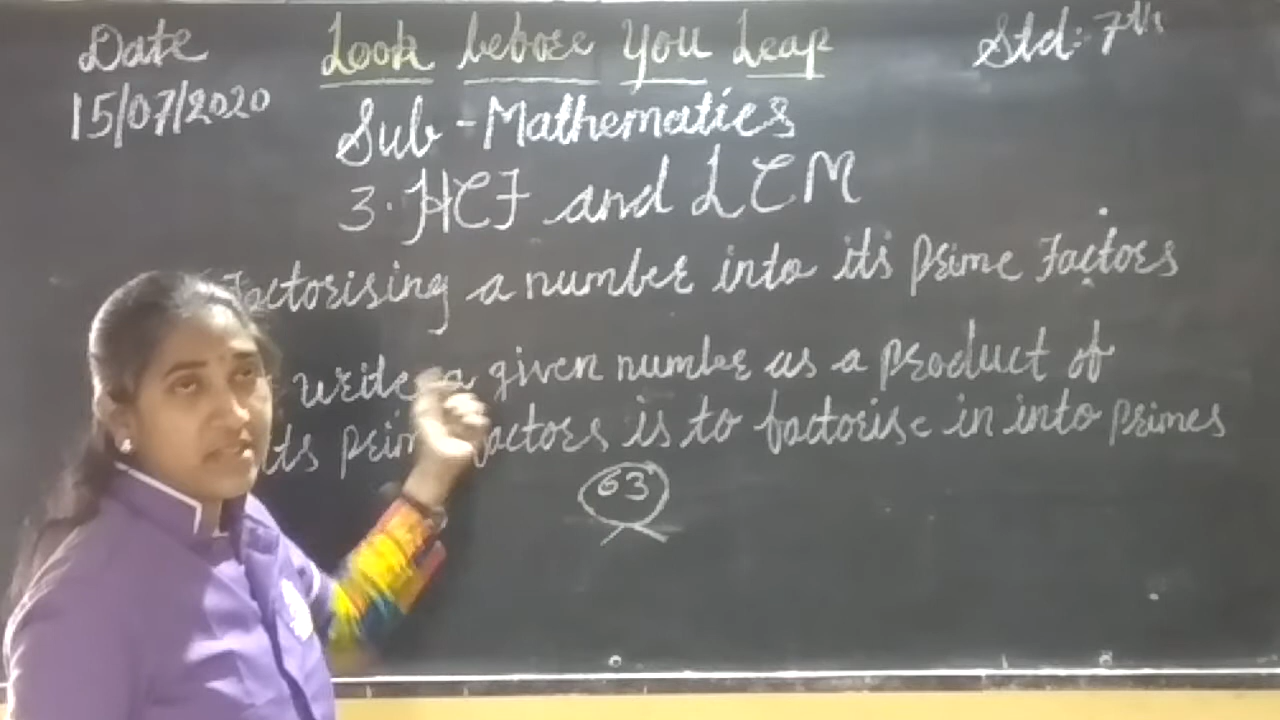 Date
Look before You Leap
Std: 7th
15/07/2020
Sub - Mathematics
3. HCF and LCM
Factorising a number into its Prime Factors
write a given number as a product of
its prime factors is to factorise in into primes
63